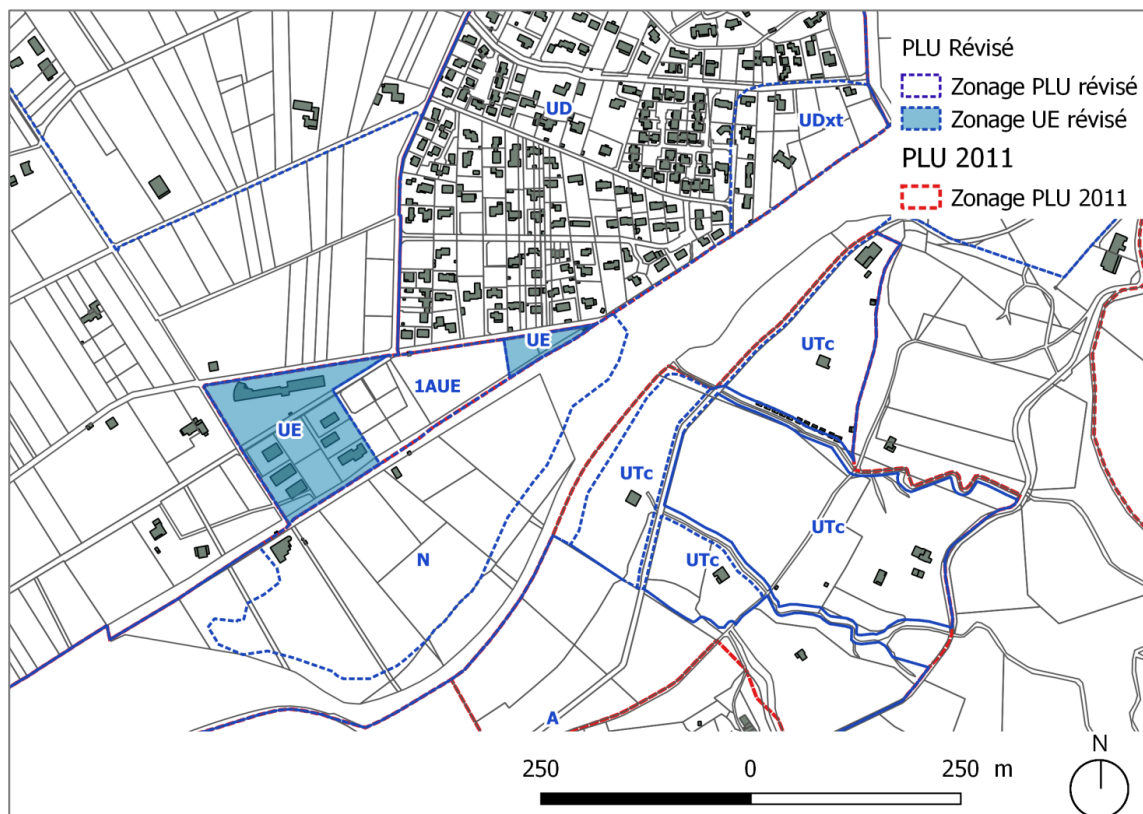 PLU Révisé
Zonage PLU révisé
Zonage UE révisé
PLU 2011
Zonage PLU 2011
UD
UDxt
UTc
UE
1AUE
UE
UTc
UTc
N
UTc
A
N
250 0 250 m